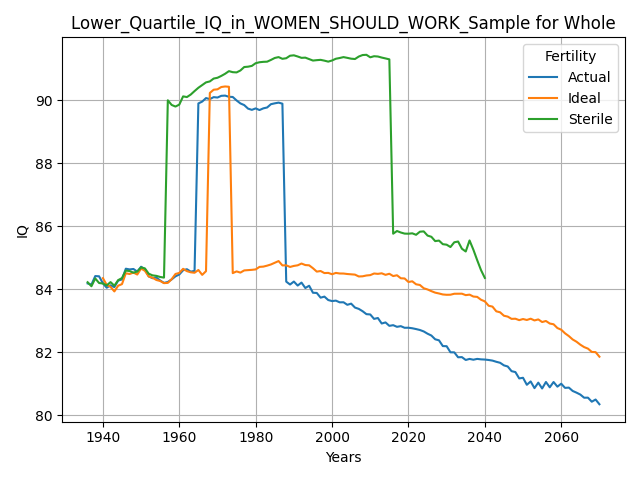 Lower_Quartile_IQ_in_WOMEN_SHOULD_WORK_Sample for Whole
Fertility
Actual
Ideal
Sterile
IQ
90
88
86
84
82
80
1940
1960
1980
2000
2020
2040
2060
Years